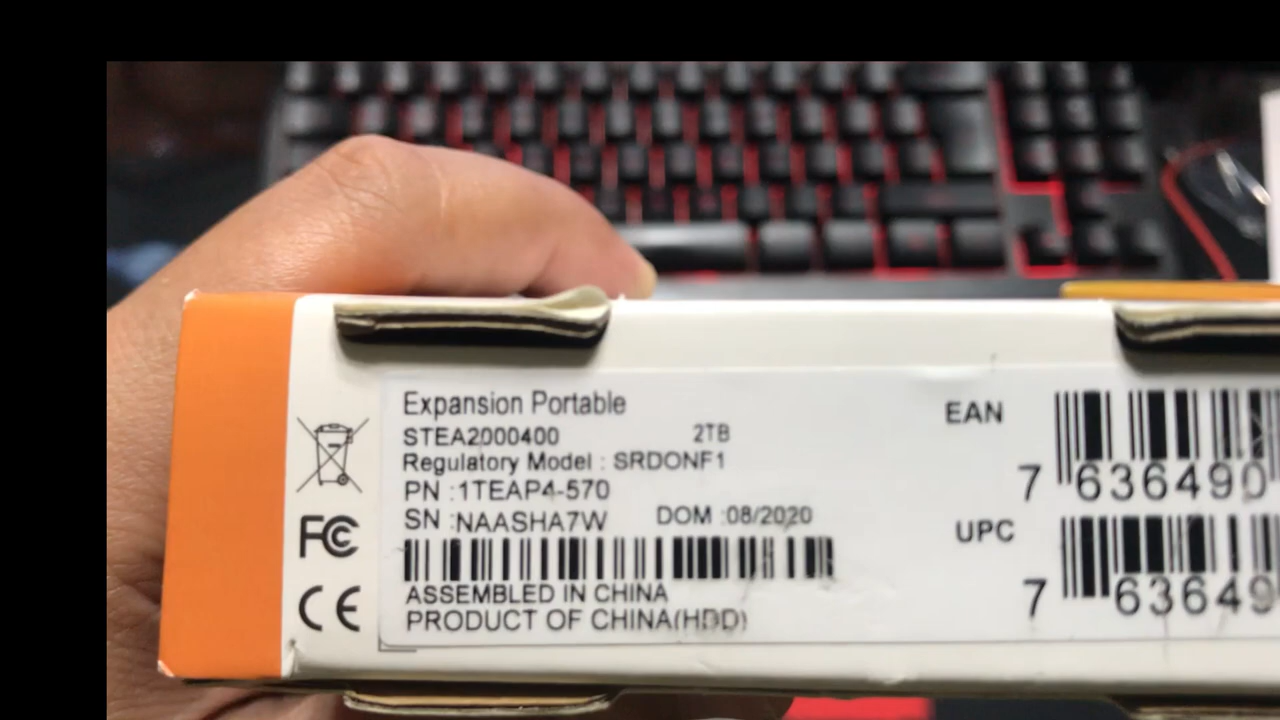 Expansion Portable
STEA2000400 2TB
Regulatory Model : SRD0NF1
PN :1TEAP4-570
SN :NAASHA7W DOM :08/2020
ASSEMBLED IN CHINA
PRODUCT OF CHINA(HDD)
FC
CE
EAN
7 636490
UPC
7 63649